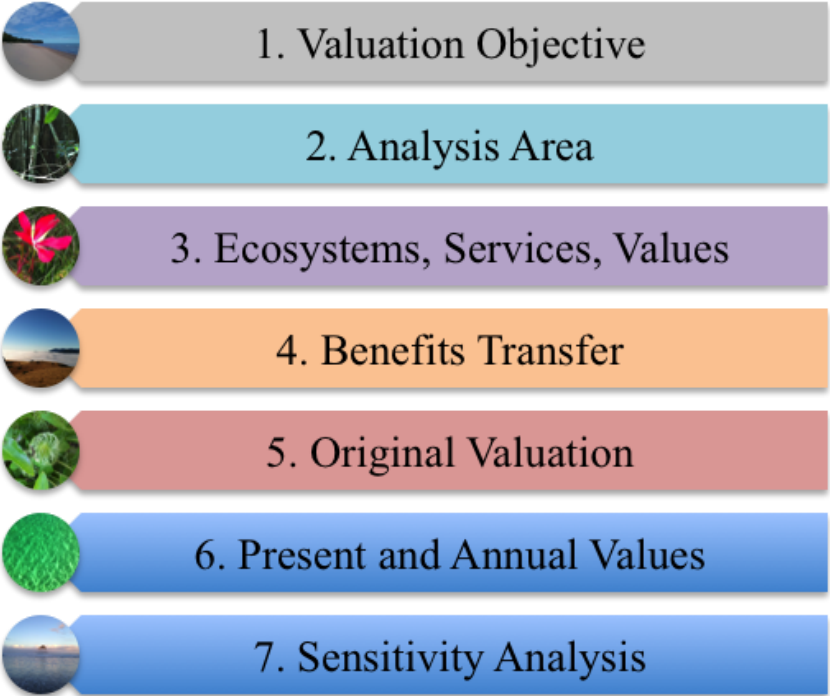 1. Valuation Objective
2. Analysis Area
3. Ecosystems, Services, Values
4. Benefits Transfer
5. Original Valuation
6. Present and Annual Values
7. Sensitivity Analysis